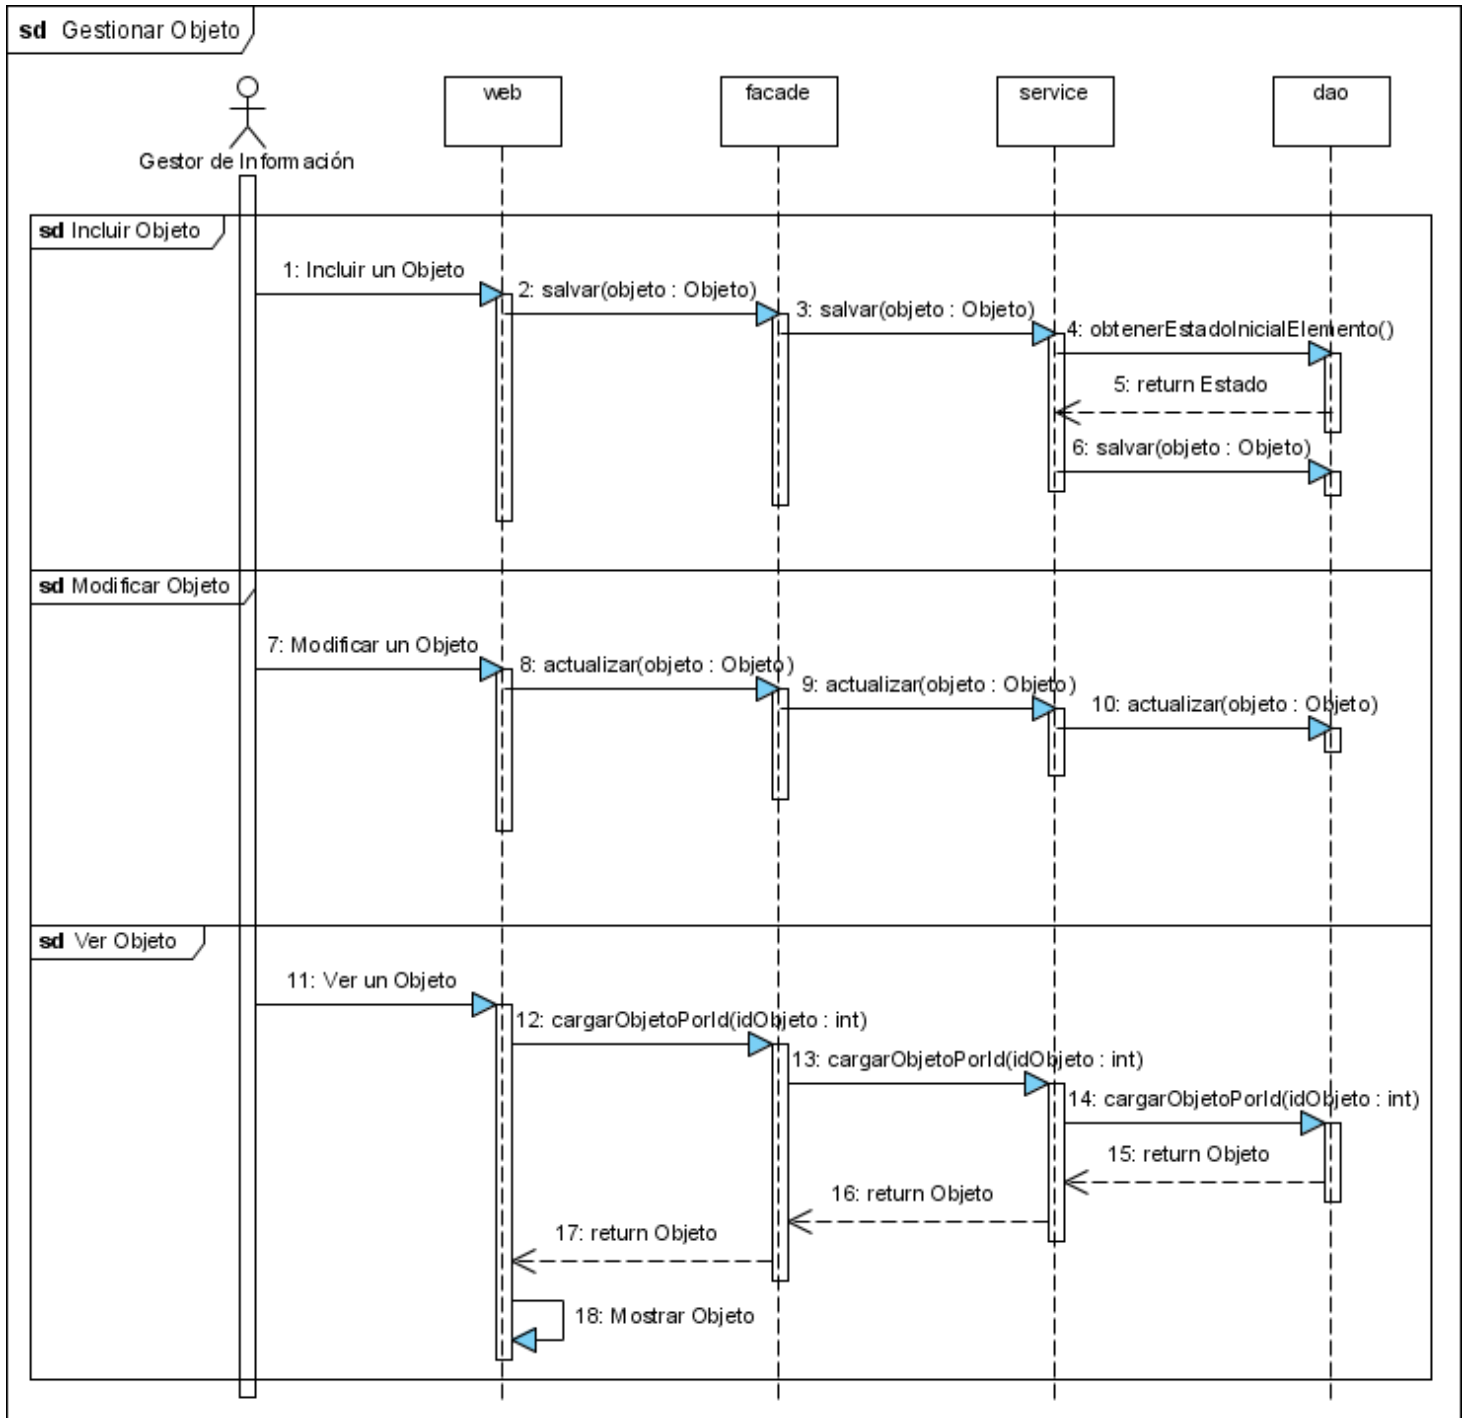 sd Gestionar Objeto
web
facade
service
dao
Gestor de Información
sd Incluir Objeto
1: Incluir un Objeto
2: salvar(objeto : Objeto)
3: salvar(objeto : Objeto)
4: obtenerEstadoInicialElemento()
5: return Estado
6: salvar(objeto : Objeto)
sd Modificar Objeto
7: Modificar un Objeto
8: actualizar(objeto : Objeto)
9: actualizar(objeto : Objeto)
10: actualizar(objeto : Objeto)
sd Ver Objeto
11: Ver un Objeto
12: cargarObjetoPorId(idObjeto : int)
13: cargarObjetoPorId(idObjeto : int)
14: cargarObjetoPorId(idObjeto : int)
15: return Objeto
16: return Objeto
17: return Objeto
18: Mostrar Objeto